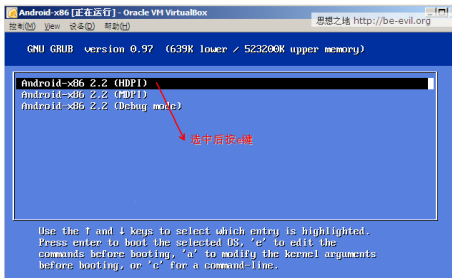 Android-x86 [正在运行] - Oracle VM VirtualBox
控制(M) View 设备(D) 帮助(H)
思想之地 http://be-evil.org
GNU GRUB version 0.97 (639K lower / 523200K upper memory)
Android-x86 2.2 (HDPI)
Android-x86 2.2 (MDPI)
Android-x86 2.2 (Debug mode)
选中后按e键
Use the ↑ and ↓ keys to select which entry is highlighted.
Press enter to boot the selected OS, 'e' to edit the
commands before booting, 'a' to modify the kernel arguments
before booting, or 'c' for a command-line.